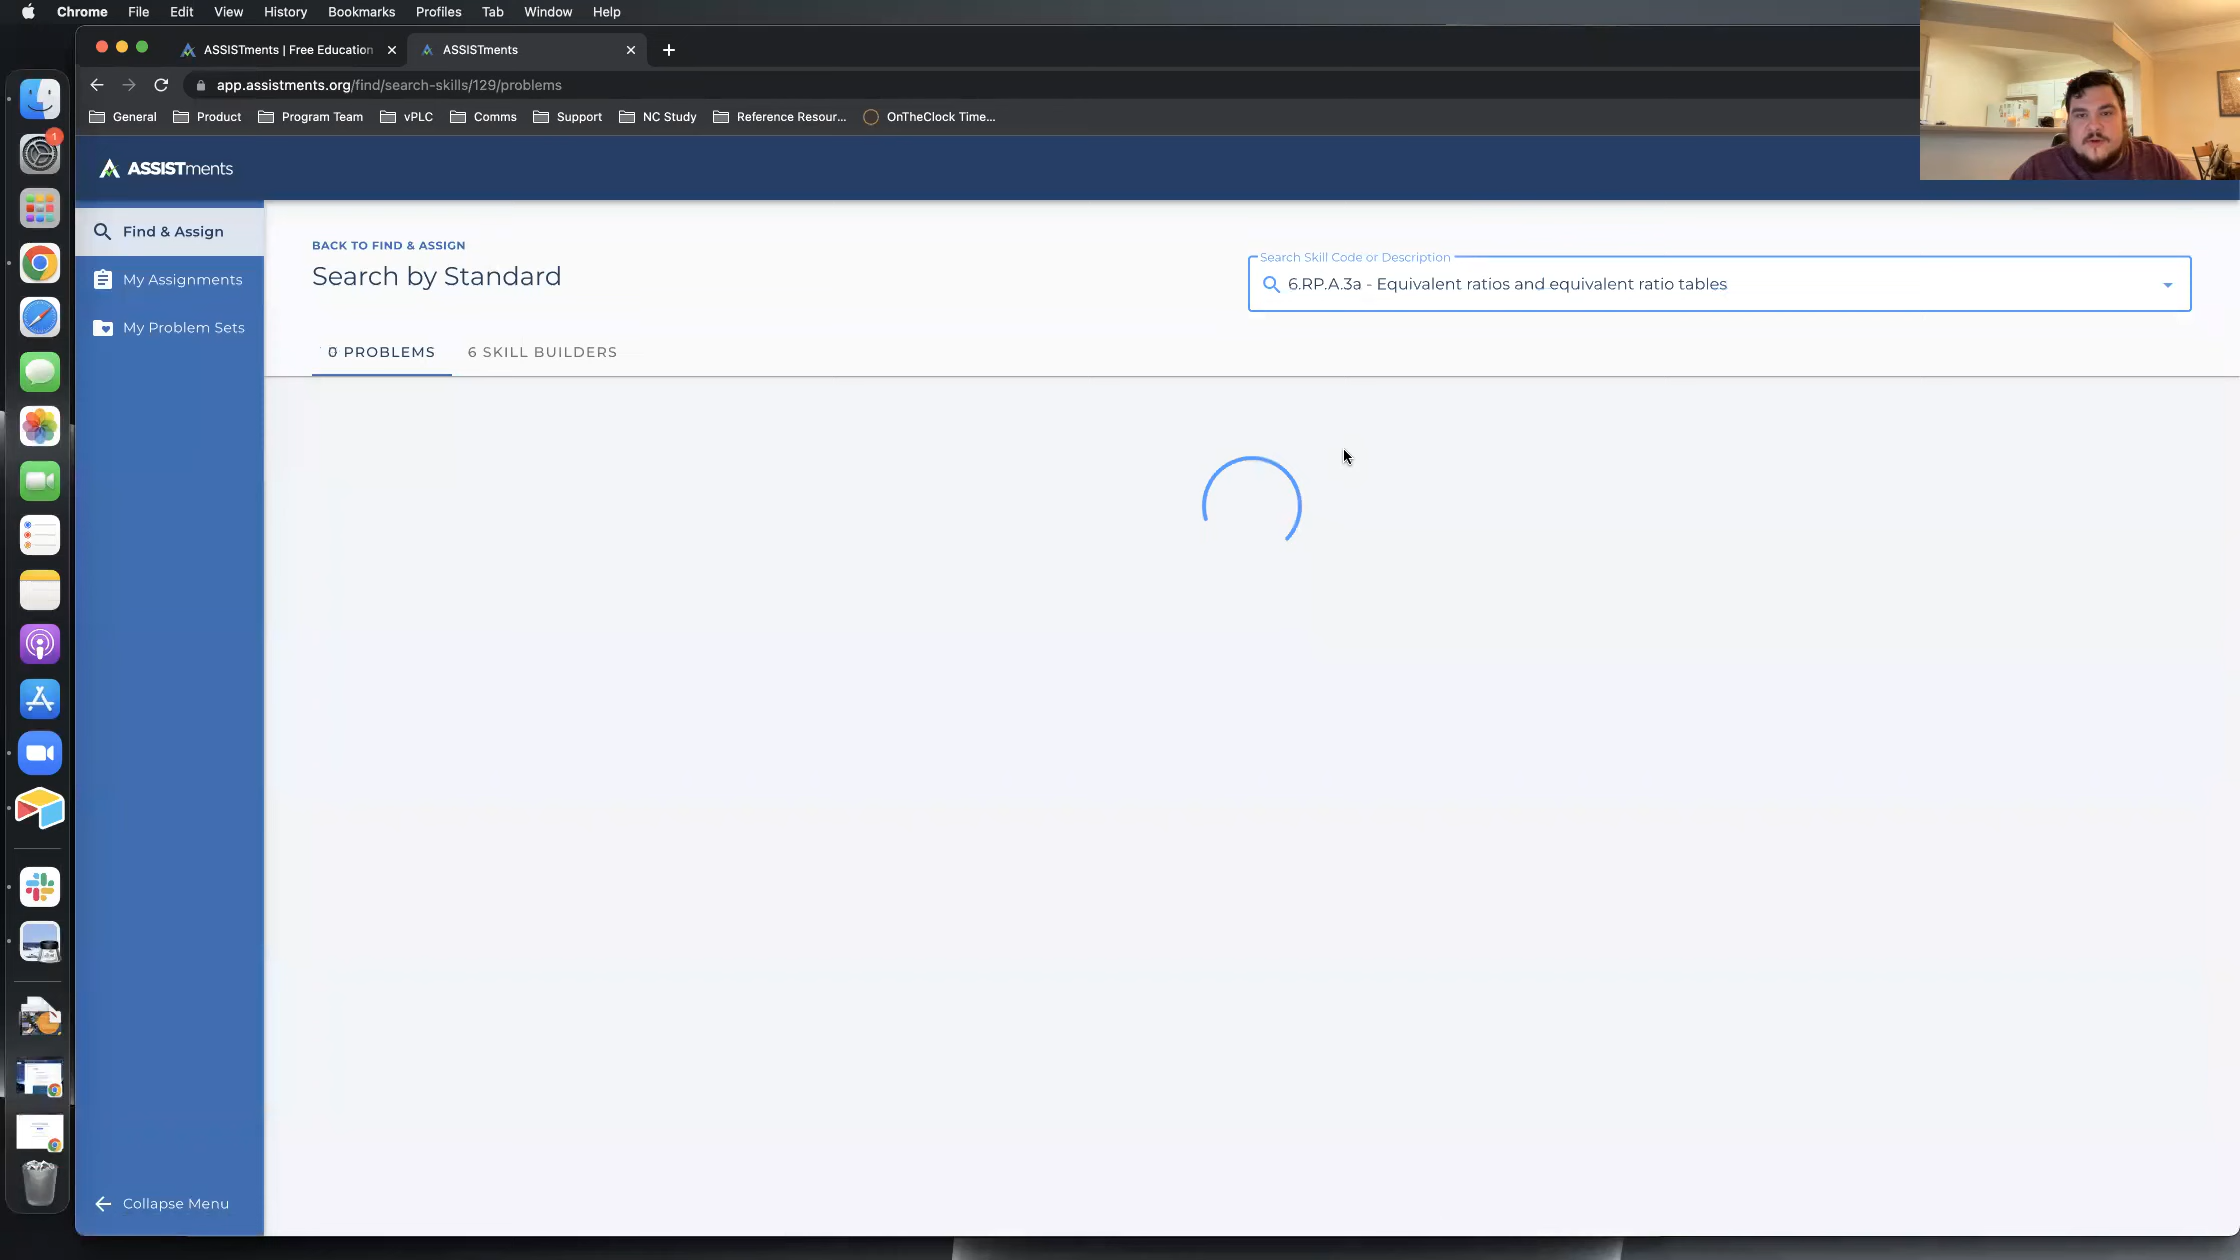 Chrome File Edit View History Bookmarks Profiles Tab Window Help
ASSISTments | Free Education
ASSISTments
app.assistments.org/find/search-skills/129/problems
General Product Program Team vPLC Comms Support NC Study Reference Resour... OnTheClock Time...
ASSISTments
Find & Assign
My Assignments
My Problem Sets
BACK TO FIND & ASSIGN
Search by Standard
Search Skill Code or Description
6.RP.A.3a - Equivalent ratios and equivalent ratio tables
0 PROBLEMS
6 SKILL BUILDERS
1
Collapse Menu